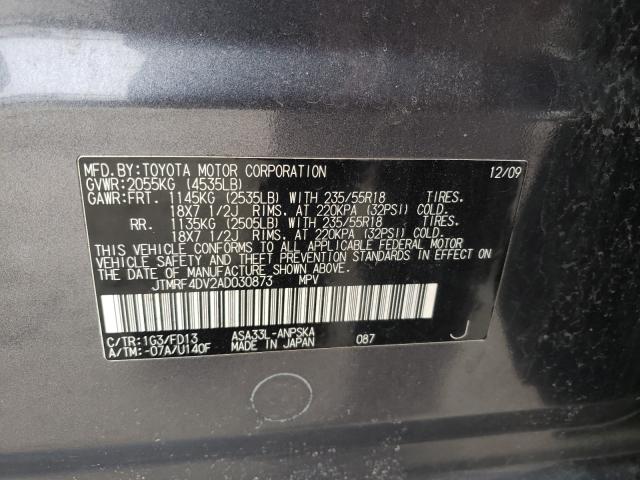 MFD.BY:TOYOTA MOTOR CORPORATION 12/09
GVWR:2055KG (4535LB)
GAWR:FRT. 1145KG (2535LB) WITH 235/55R18 TIRES.
18X7 1/2J RIMS. AT 220KPA (32PSI) COLD.
RR. 1135KG (2505LB) WITH 235/55R18 TIRES.
18X7 1/2J RIMS. AT 220KPA (32PSI) COLD.
THIS VEHICLE CONFORMS TO ALL APPLICABLE FEDERAL MOTOR
VEHICLE SAFETY AND THEFT PREVENTION STANDARDS IN EFFECT ON
THE DATE OF MANUFACTURE SHOWN ABOVE.
JTMRF4DV2AD030873 MPV
C/TR:1G3/FD13 ASA33L-ANPSKA 087 J
A/TM:-07A/U140F MADE IN JAPAN